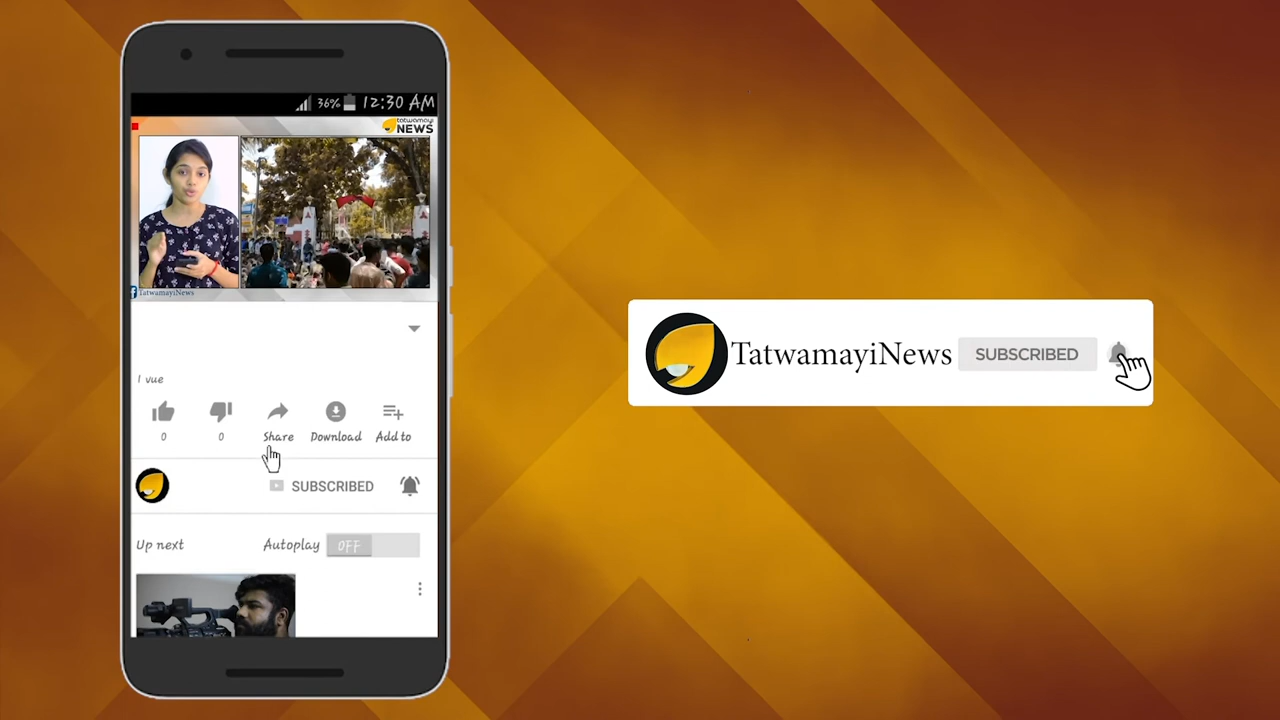 36% 12:30 AM
tatwamayi
NEWS
TatwamayiNews
1 vue
0 0 Share Download Add to
SUBSCRIBED
Up next Autoplay OFF
TatwamayiNews SUBSCRIBED